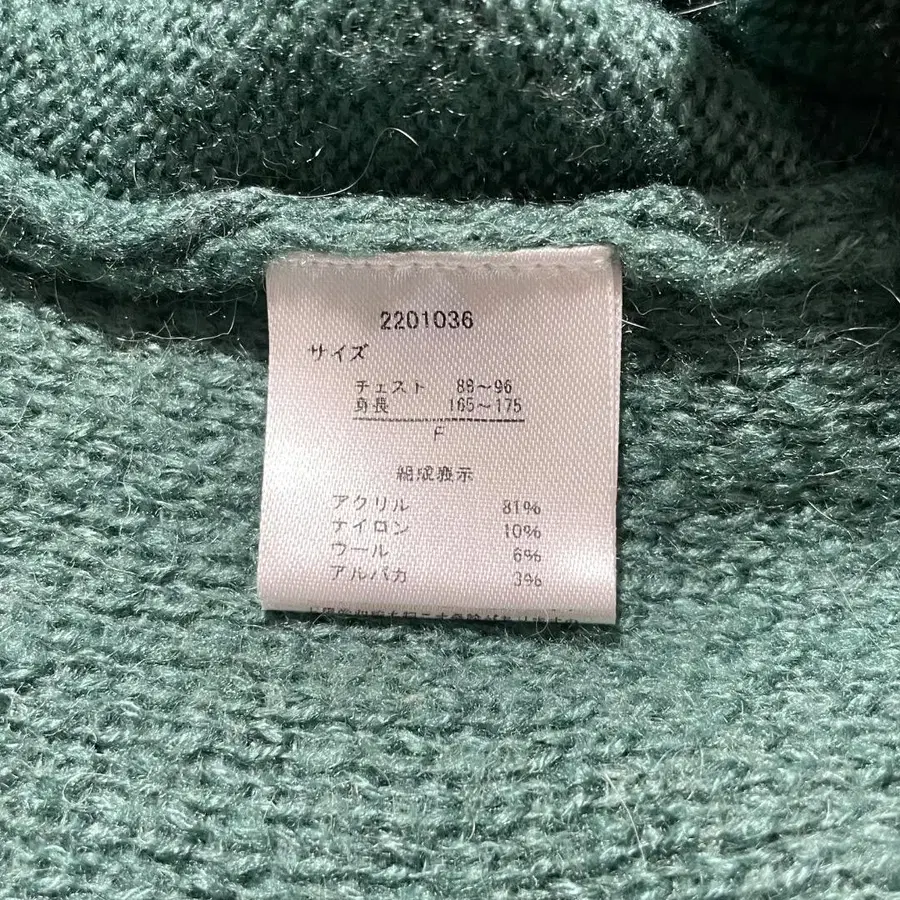 2201036
サイズ
チェスト 88～96
身長 165～175
F
組成表示
アクリル 81%
ナイロン 10%
ウール 6%
アルパカ 3%